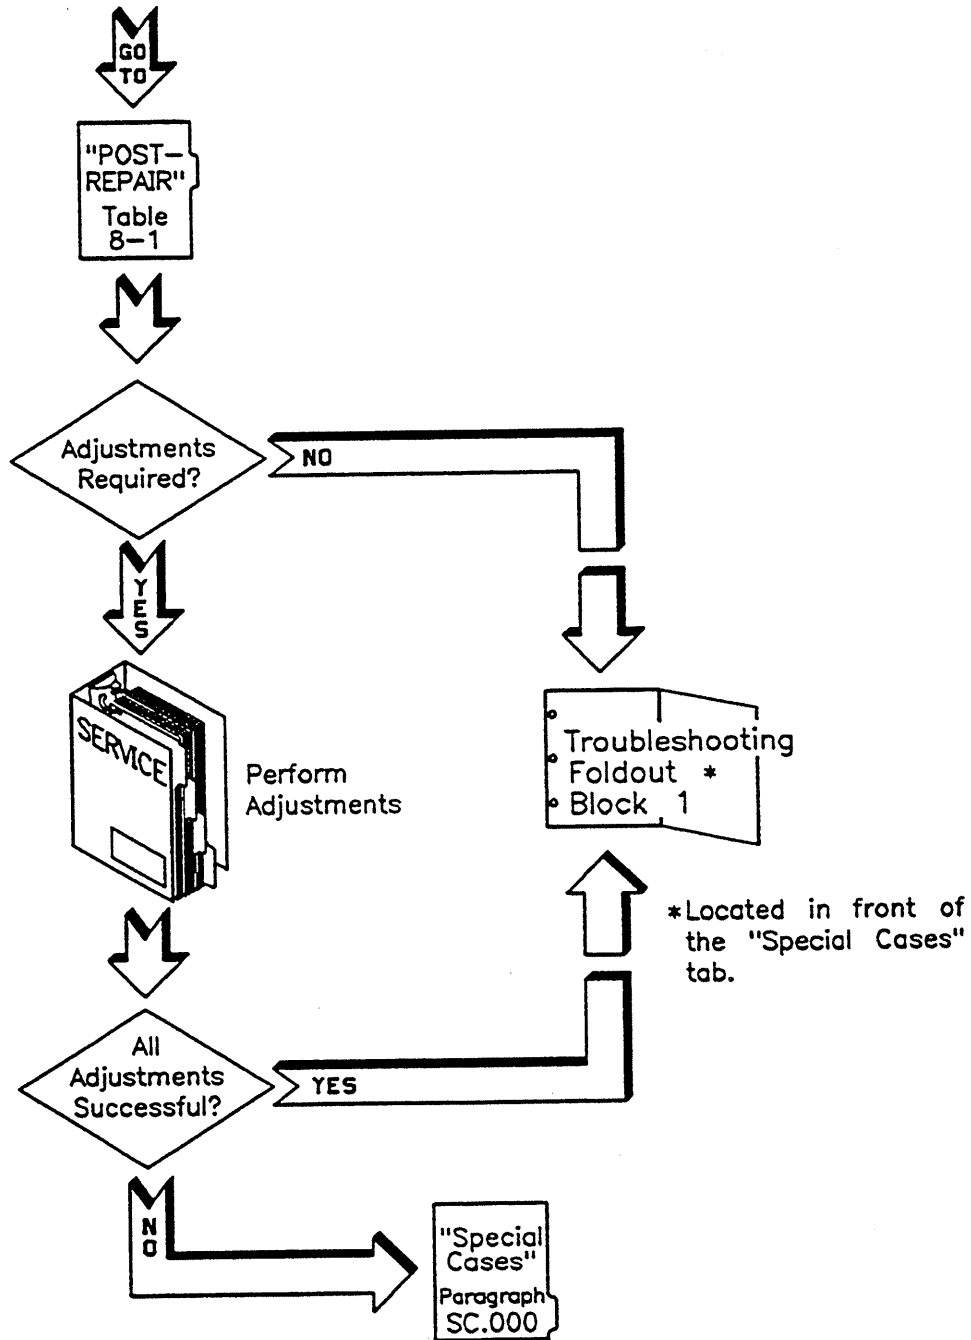 GO
TO
"POST-
REPAIR"
Table
8-1
Adjustments
Required?
NO
YES
SERVICE
Perform
Adjustments
Troubleshooting
Foldout *
Block 1
*Located in front of
the "Special Cases"
tab.
All
Adjustments
Successful?
YES
NO
"Special
Cases"
Paragraph
SC.000